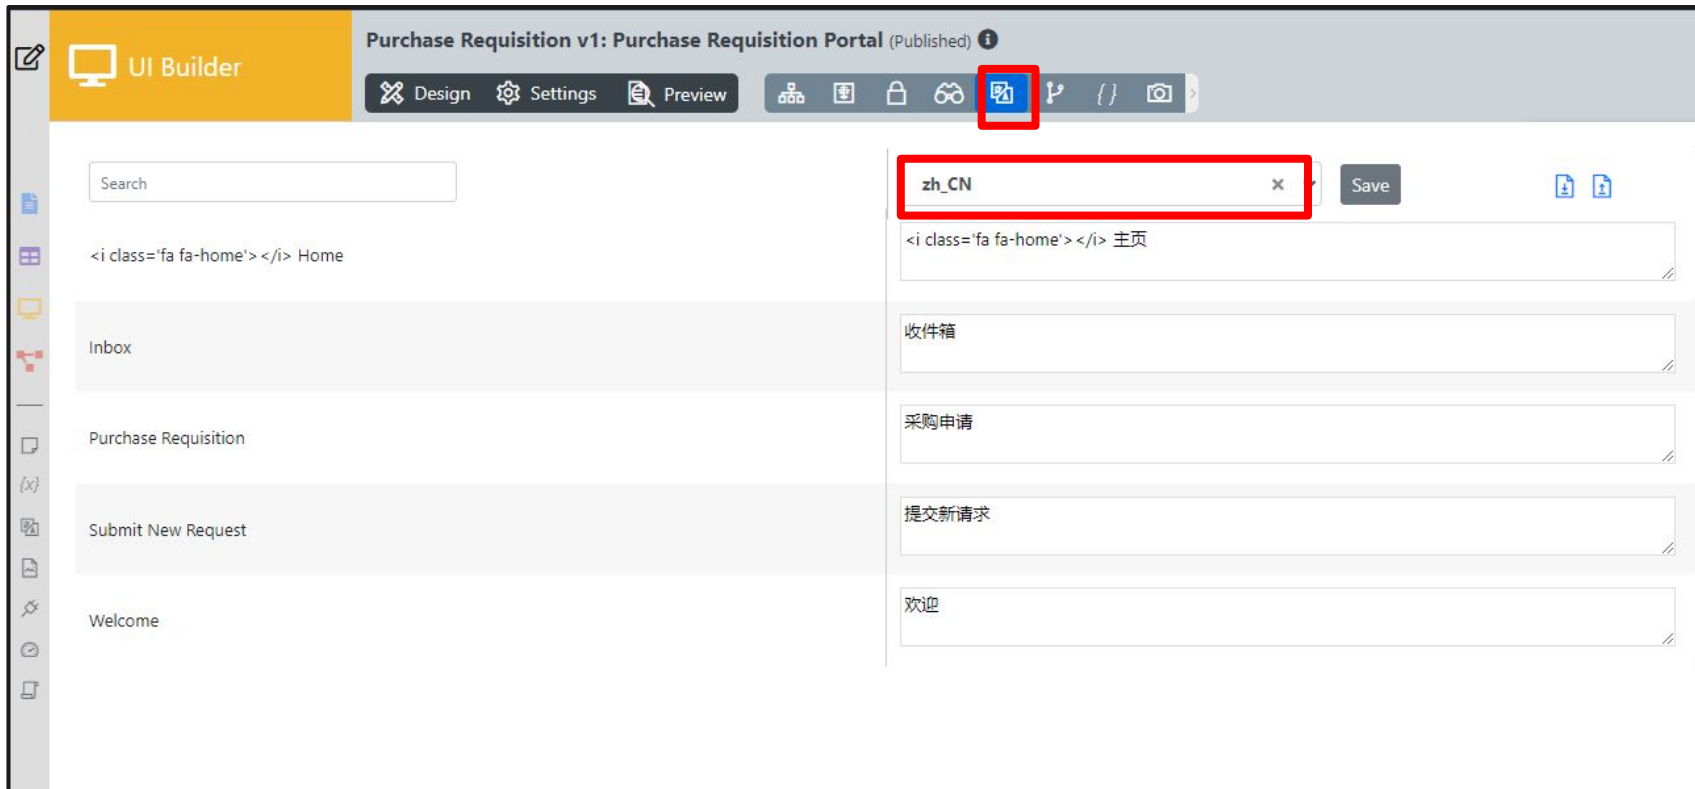 Purchase Requisition v1: Purchase Requisition Portal (Published)
UI Builder
Design Settings Preview
{ }
Search
zh_CN
Save
<i class='fa fa-home'></i> Home
<i class='fa fa-home'></i> 主页
Inbox
收件箱
Purchase Requisition
采购申请
{x}
Submit New Request
提交新请求
Welcome
欢迎